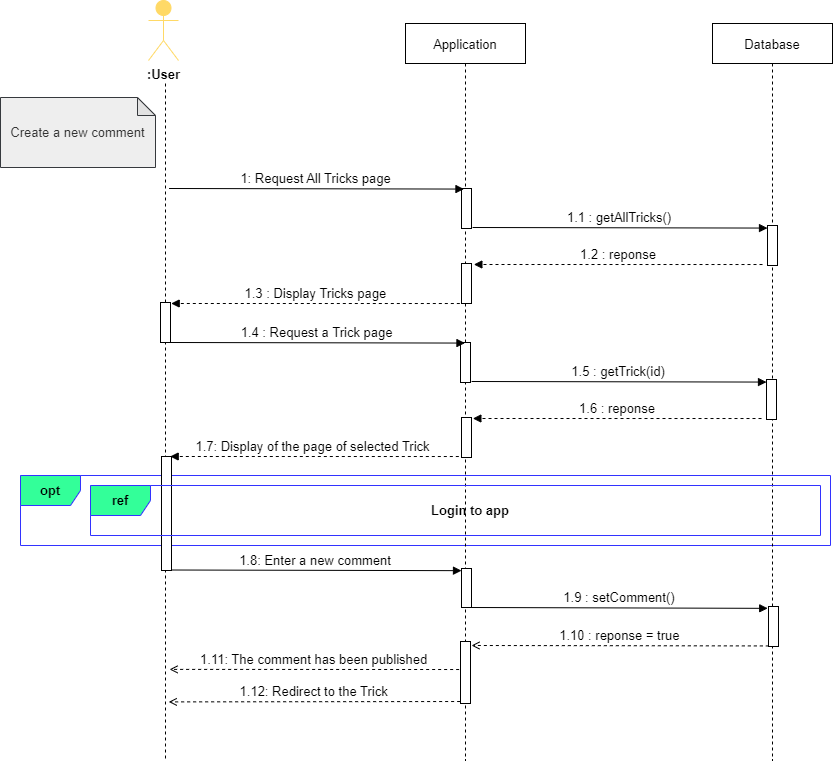 :User
Application
Database
Create a new comment
1: Request All Tricks page
1.1 : getAllTricks()
1.2 : reponse
1.3 : Display Tricks page
1.4 : Request a Trick page
1.5 : getTrick(id)
1.6 : reponse
1.7: Display of the page of selected Trick
opt
ref
Login to app
1.8: Enter a new comment
1.9 : setComment()
1.10 : reponse = true
1.11: The comment has been published
1.12: Redirect to the Trick